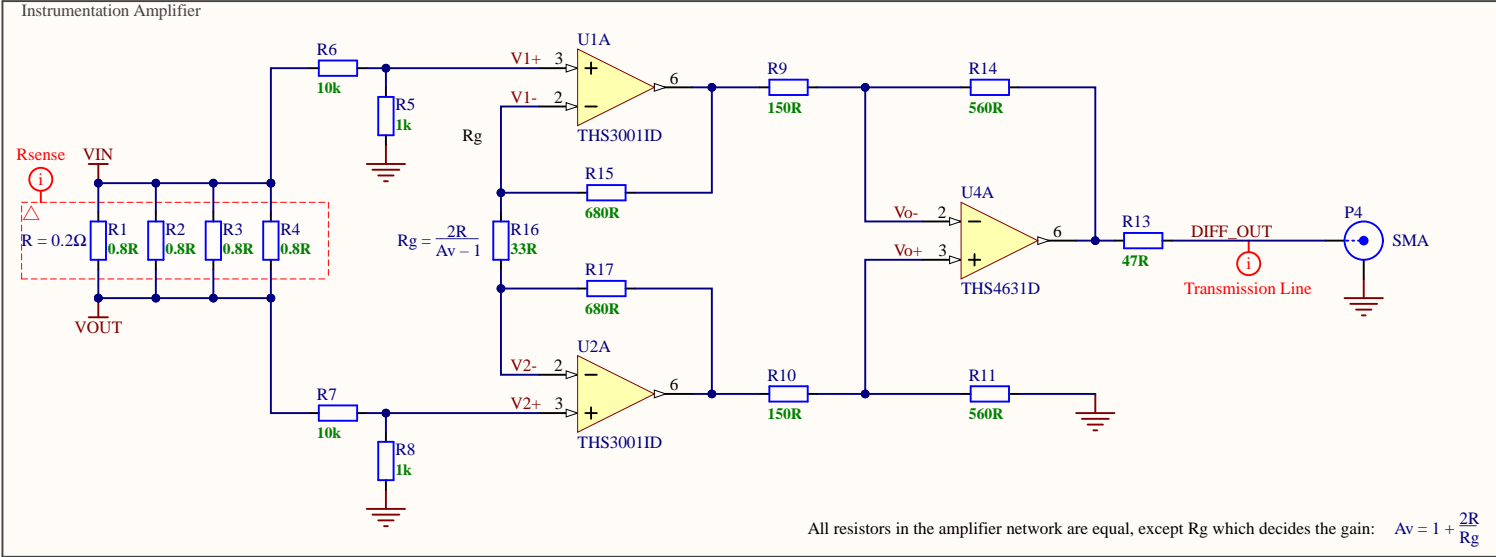 Instrumentation Amplifier
R6
10k
R5
1k
V1+
3
V1-
2
U1A
6
THS3001ID
R9
150R
R14
560R
Rg
Rsense
i
VIN
R = 0.2Ω
R1
0.8R
R2
0.8R
R3
0.8R
R4
0.8R
VOUT
R15
680R
Rg = 2R
Av − 1
R16
33R
R17
680R
U4A
Vo-
2
Vo+
3
6
THS4631D
R13
47R
DIFF_OUT
i
Transmission Line
P4
SMA
U2A
V2-
2
V2+
3
6
THS3001ID
R7
10k
R8
1k
R10
150R
R11
560R
All resistors in the amplifier network are equal, except Rg which decides the gain: Av = 1 + 2R
Rg